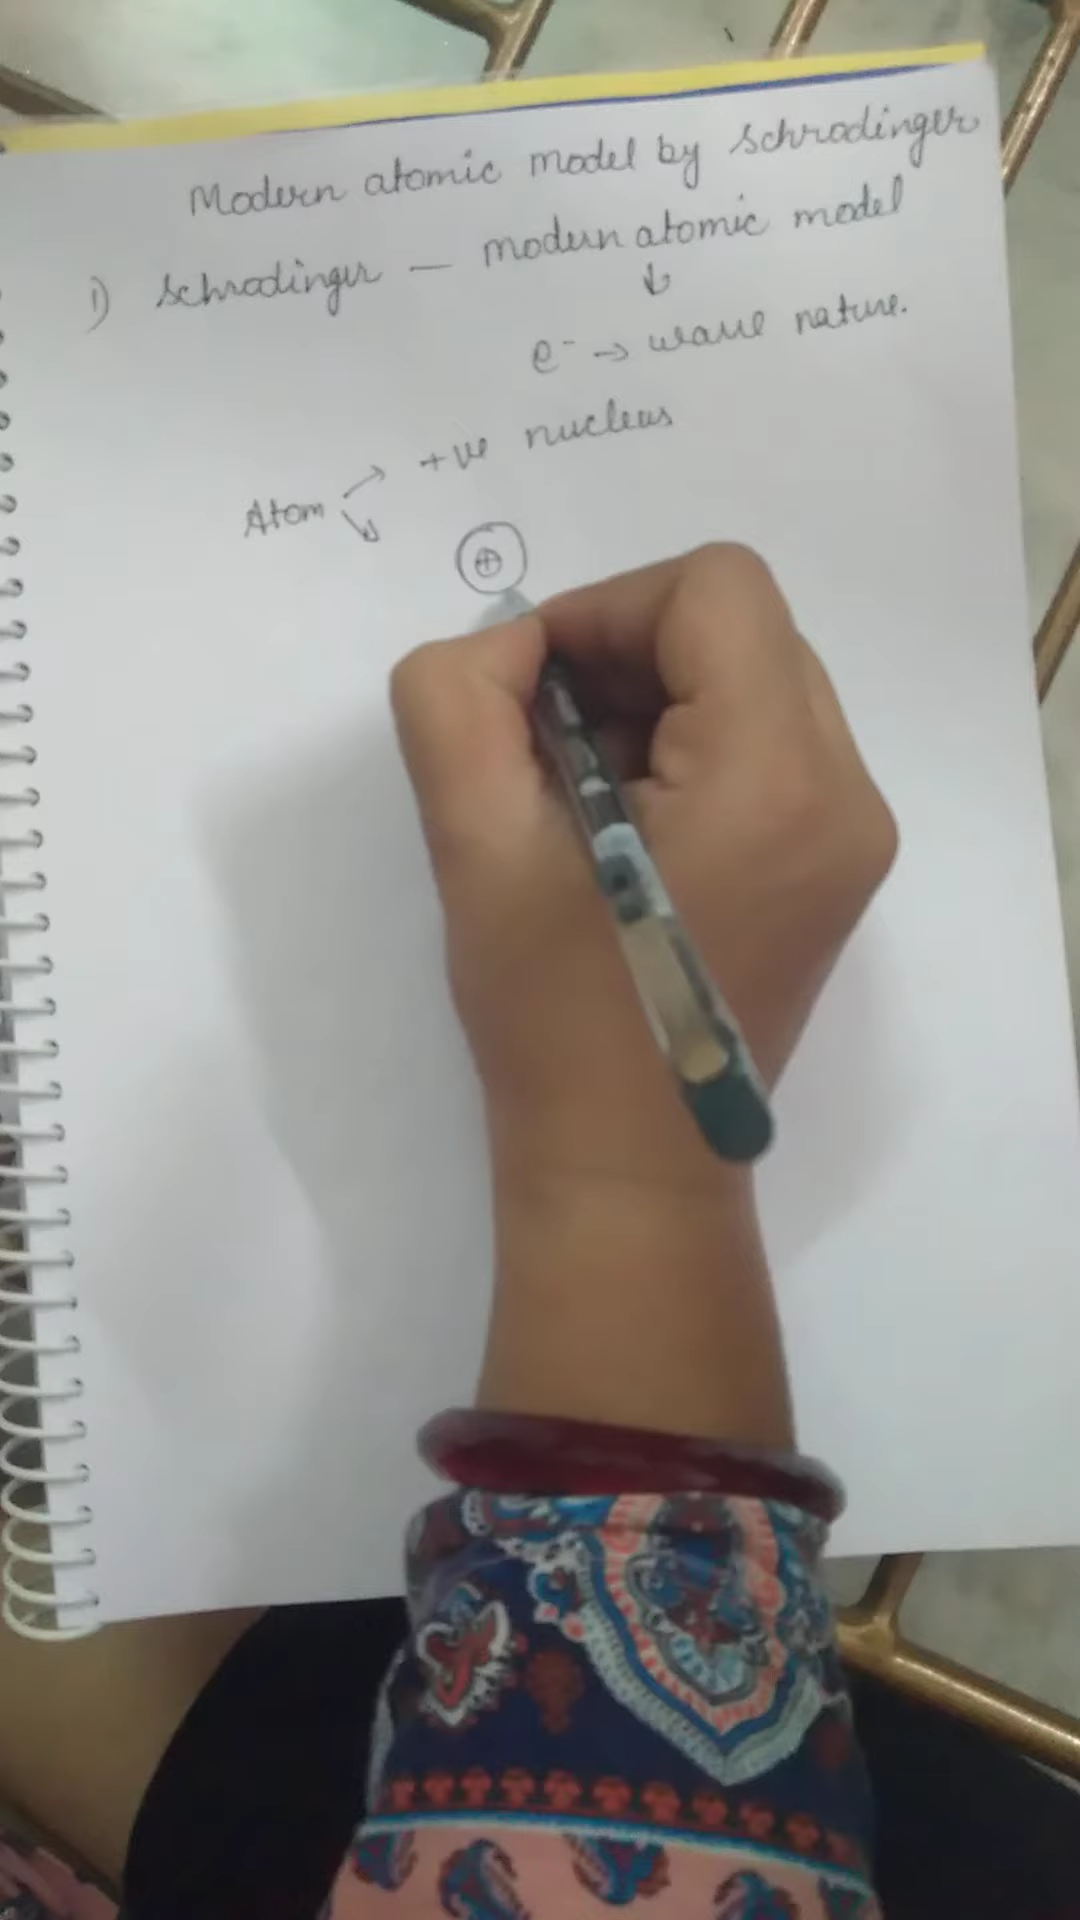 Modern atomic model by schrodinger
1) schrodinger — modern atomic model
↓
e⁻ → wave nature.
Atom ↗ +ve nucleus
↘
⊕